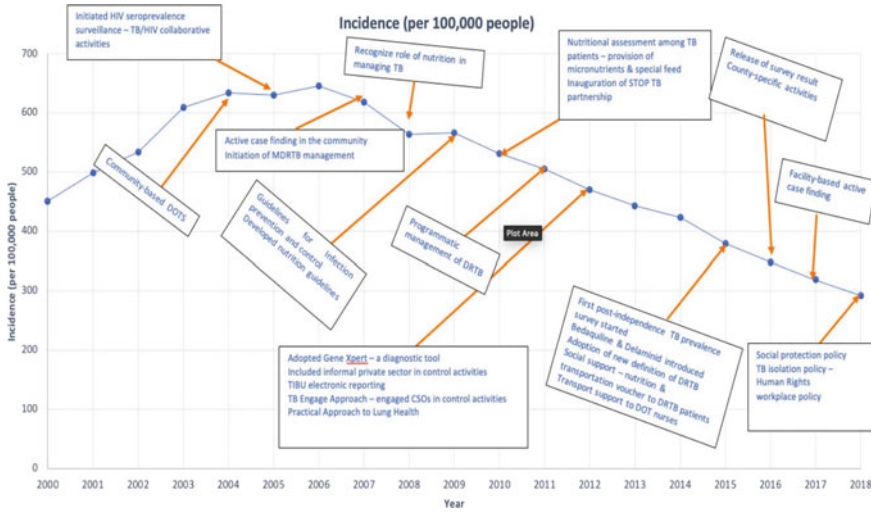 Incidence (per 100,000 people)
Initiated HIV seroprevalence
surveillance – TB/HIV collaborative
activities
Recognize role of nutrition in
managing TB
Nutritional assessment among TB
patients – provision of
micronutrients & special feed
Inauguration of STOP TB
partnership
Release of survey result
County-specific activities
Community-based DOTS
Active case finding in the community
Initiation of MDRTB management
Guidelines for Infection
prevention and control
Developed nutrition guidelines
Programmatic
management of DRTB
Plot Area
Facility-based active
case finding
Adopted Gene Xpert – a diagnostic tool
Included informal private sector in control activities
TIBU electronic reporting
TB Engage Approach – engaged CSOs in control activities
Practical Approach to Lung Health
First post-independence TB prevalence
survey started
Bedaquiline & Delaminid introduced
Adoption of new definition of DRTB
Social support – nutrition &
transportation voucher to DRTB patients
Transport support to DOT nurses
Social protection policy
TB isolation policy –
Human Rights
workplace policy
Incidence (per 100,000 people)
700
600
500
400
300
200
100
0
2000 2001 2002 2003 2004 2005 2006 2007 2008 2009 2010 2011 2012 2013 2014 2015 2016 2017 2018
Year